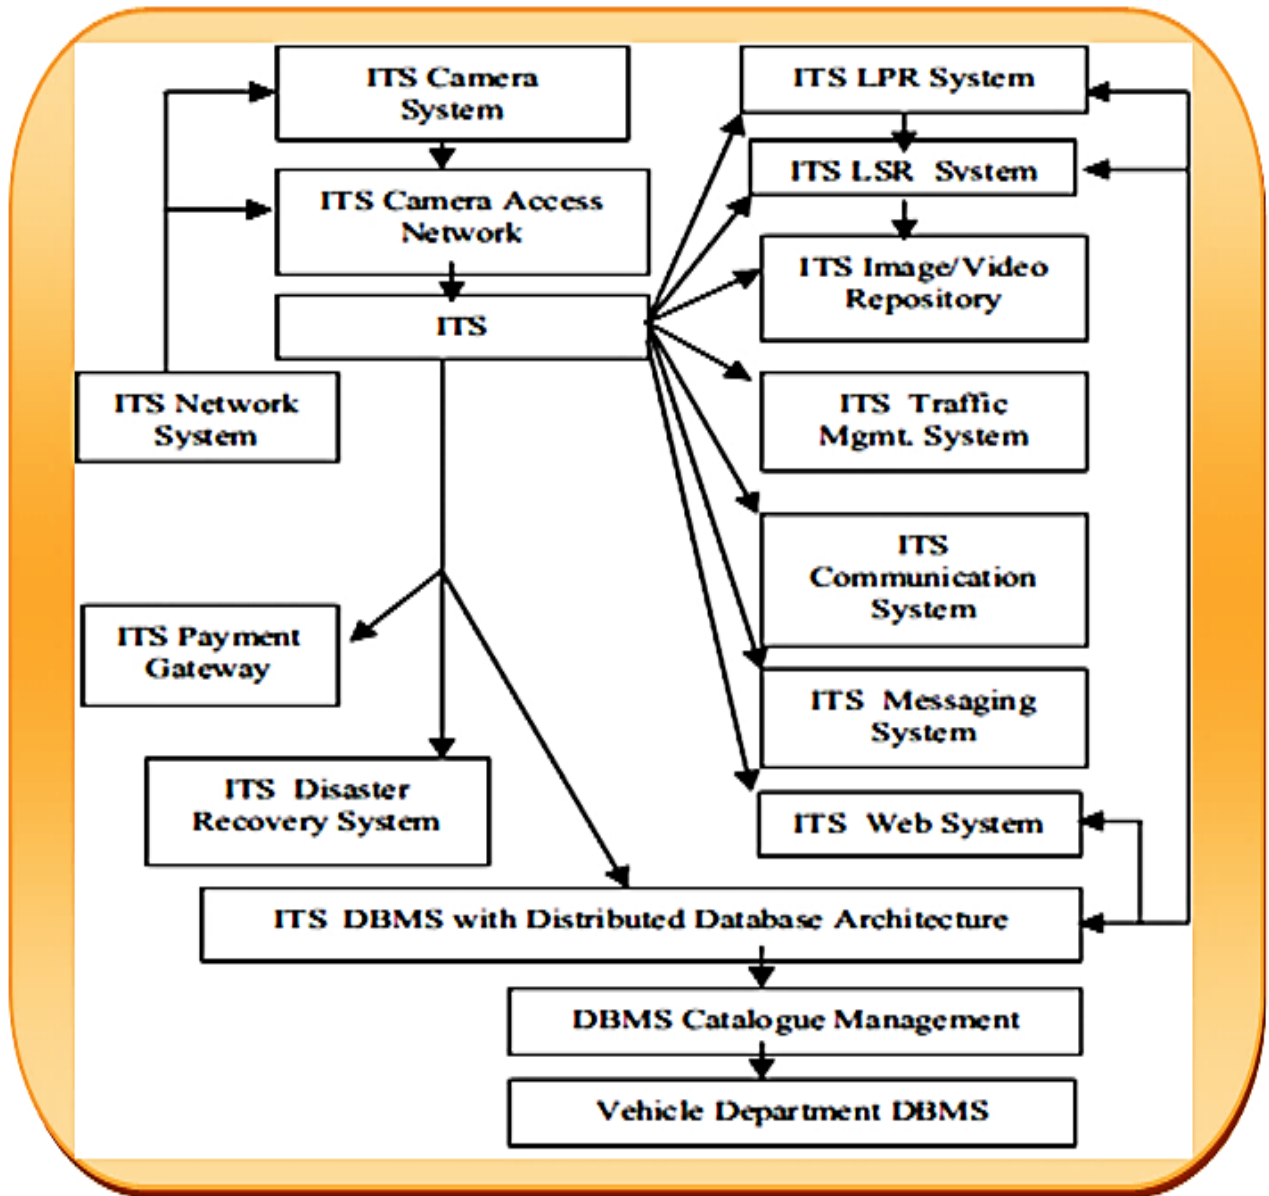 ITS Camera
System
ITS Camera Access
Network
ITS
ITS Network
System
ITS Payment
Gateway
ITS Disaster
Recovery System
ITS LPR System
ITS LSR System
ITS Image/Video
Repository
ITS Traffic
Mgmt. System
ITS
Communication
System
ITS Messaging
System
ITS Web System
ITS DBMS with Distributed Database Architecture
DBMS Catalogue Management
Vehicle Department DBMS